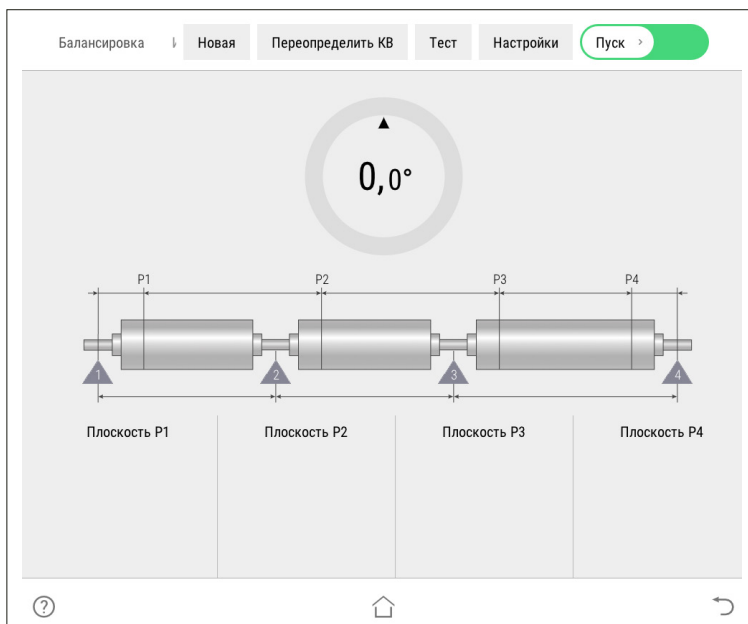 Балансировка Новая Переопределить КВ Тест Настройки Пуск
0,0°
P1 P2 P3 P4
1 2 3 4
Плоскость P1 Плоскость P2 Плоскость P3 Плоскость P4
?